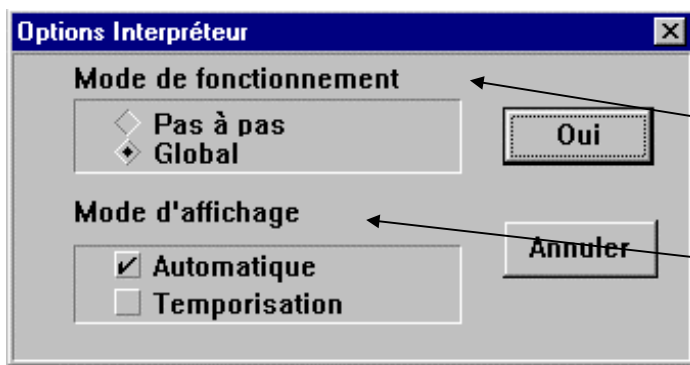 Options Interpréteur
Mode de fonctionnement
Pas à pas
Global
Oui
Mode d'affichage
Automatique
Temporisation
Annuler